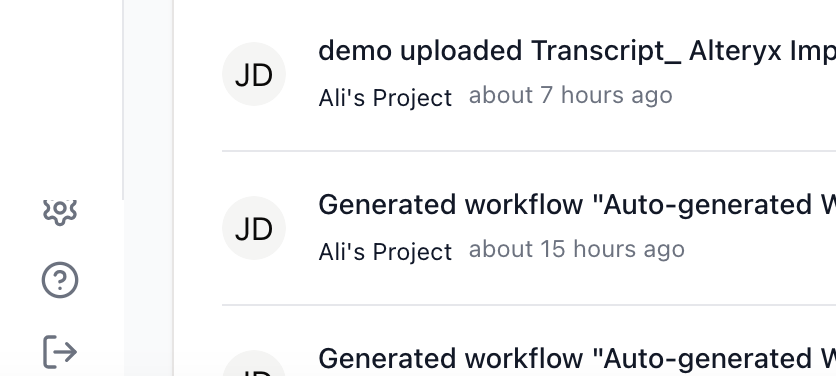 JD
demo uploaded Transcript_ Alteryx Imp
Ali's Project about 7 hours ago
JD
Generated workflow "Auto-generated W
Ali's Project about 15 hours ago
JD
Generated workflow "Auto-generated W